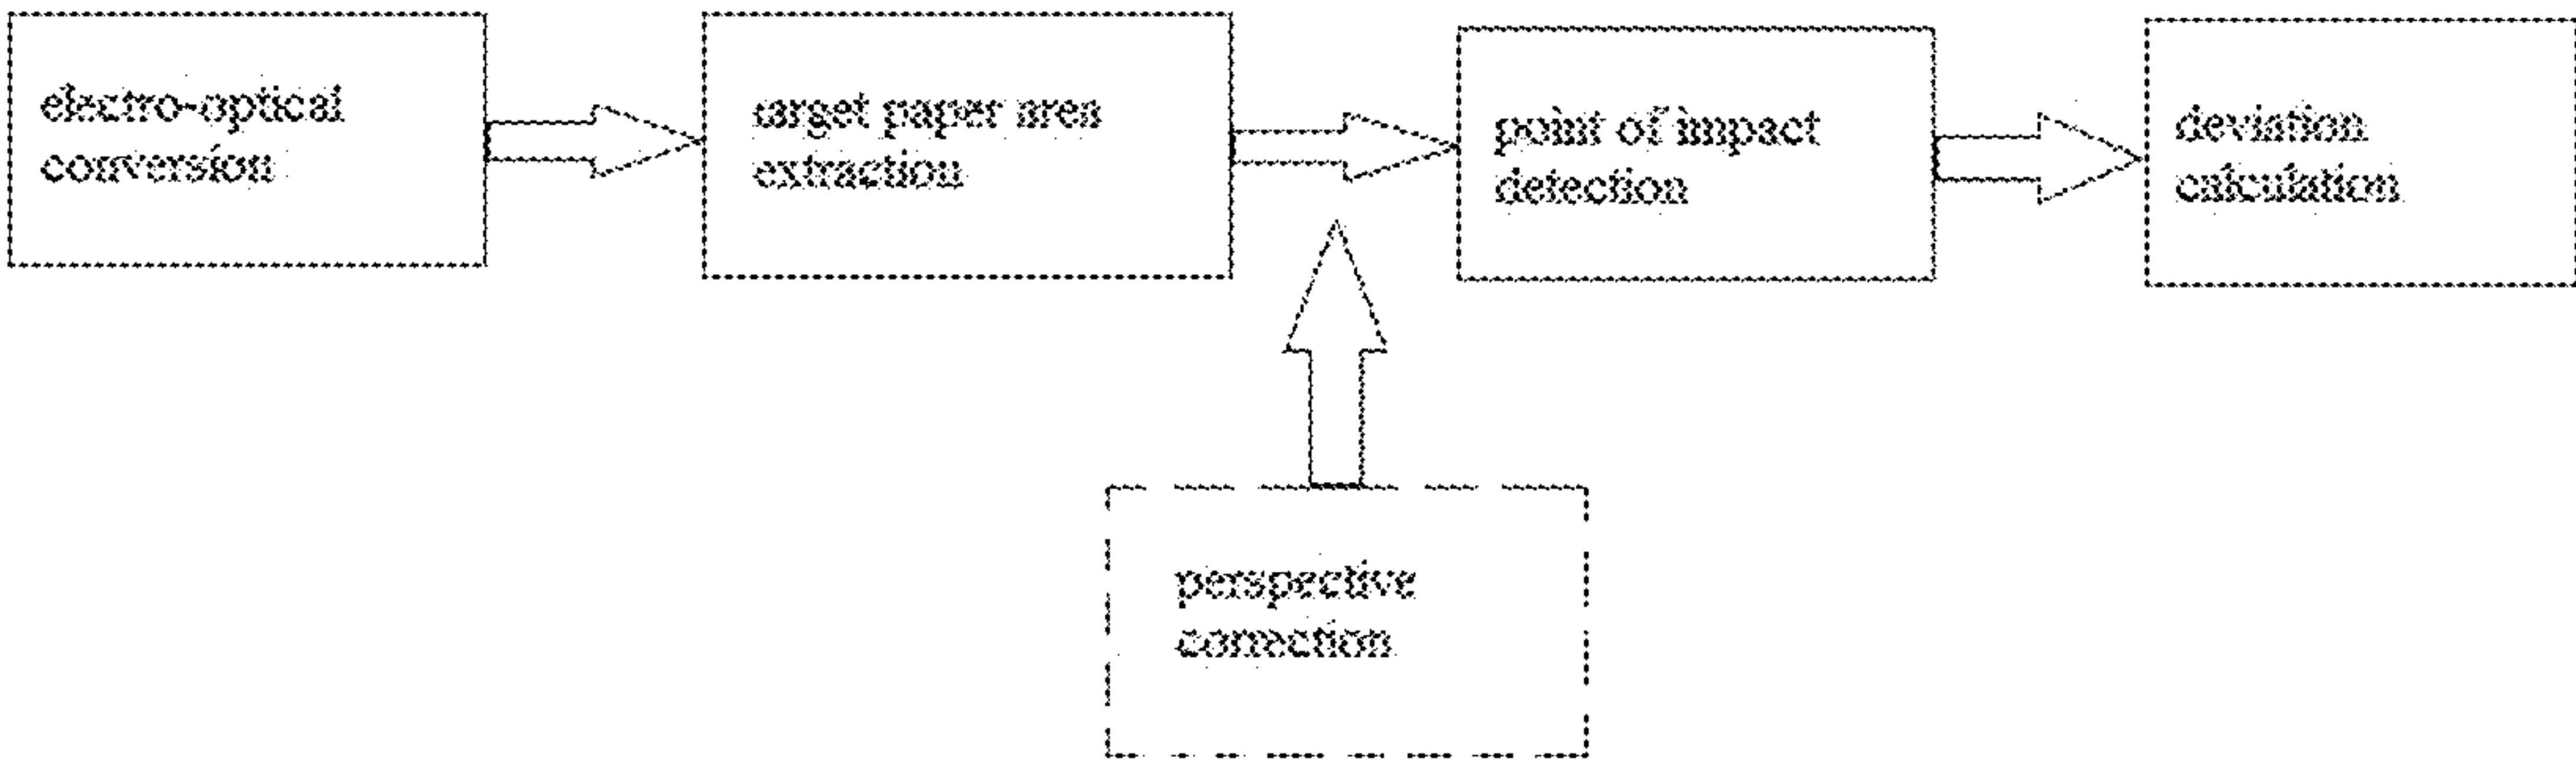 electro-optical
conversion
target paper area
extraction
point of impact
detection
deviation
calculation
perspective
correction